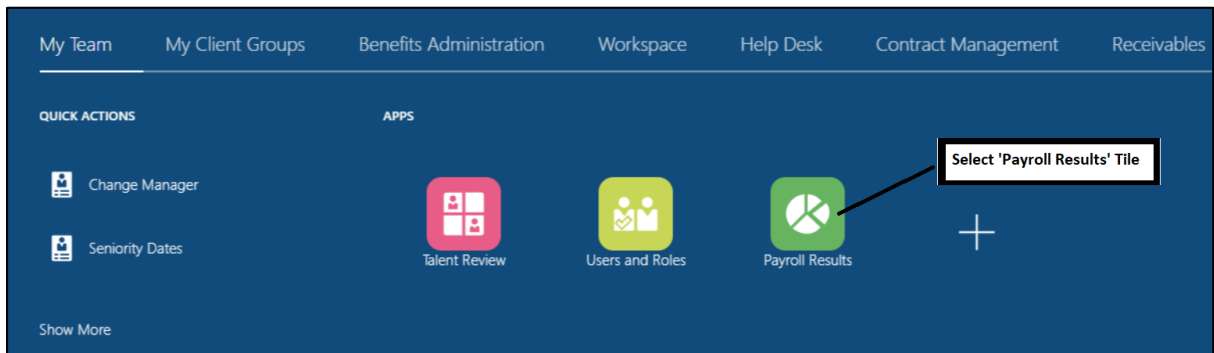 My Team My Client Groups Benefits Administration Workspace Help Desk Contract Management Receivables
QUICK ACTIONS
APPS
Change Manager
Seniority Dates
Show More
Talent Review
Users and Roles
Payroll Results
Select 'Payroll Results' Tile